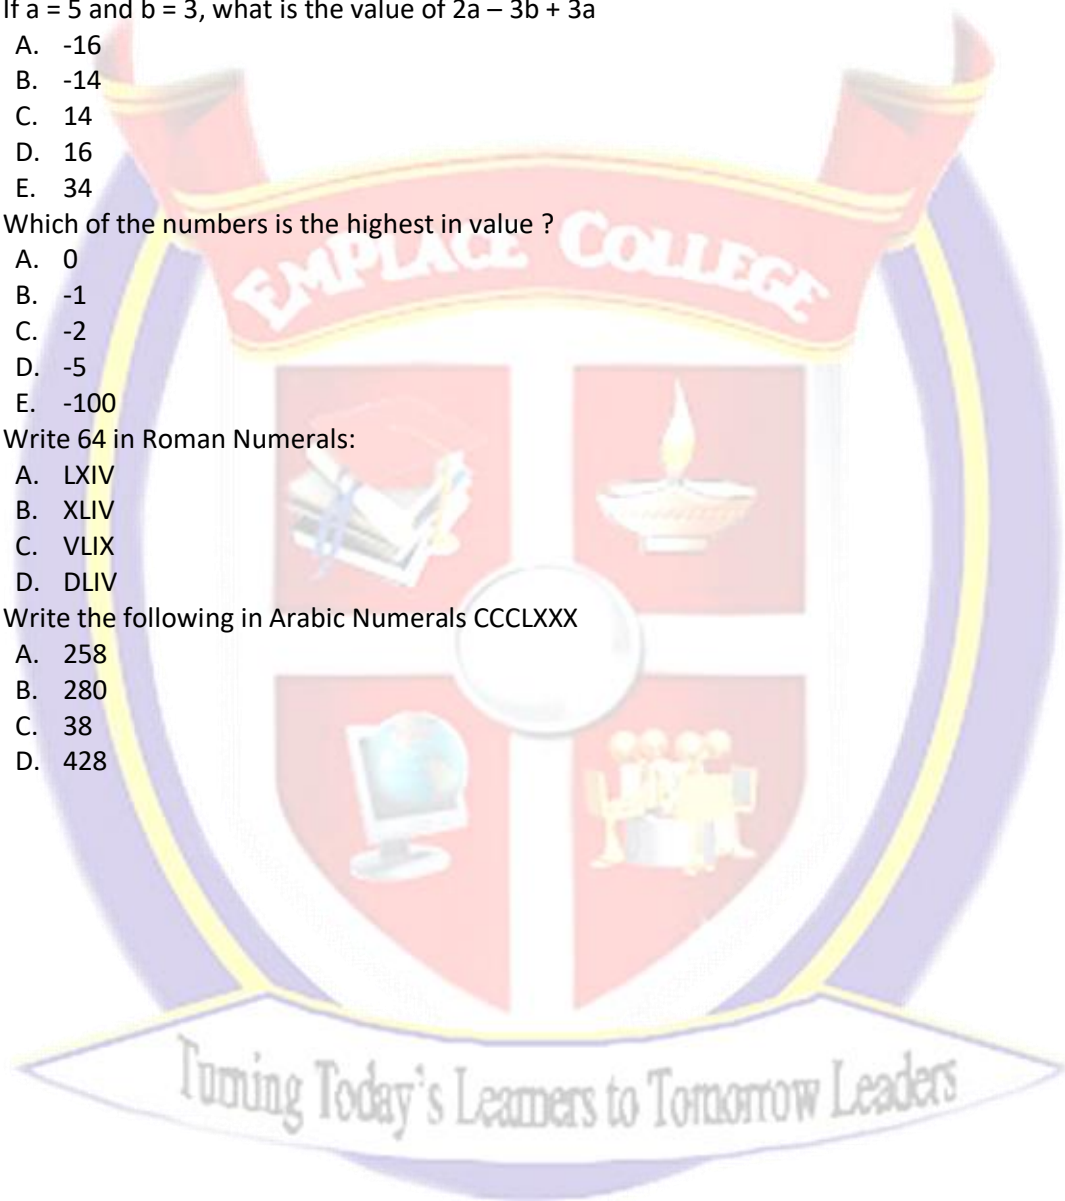 If a = 5 and b = 3, what is the value of 2a – 3b + 3a
A. -16
B. -14
C. 14
D. 16
E. 34
Which of the numbers is the highest in value ?
A. 0
B. -1
C. -2
D. -5
E. -100
Write 64 in Roman Numerals:
A. LXIV
B. XLIV
C. VLIX
D. DLIV
Write the following in Arabic Numerals CCCLXXX
A. 258
B. 280
C. 38
D. 428
EMPLACE COLLEGE
Turning Today's Learners to Tomorrow Leaders